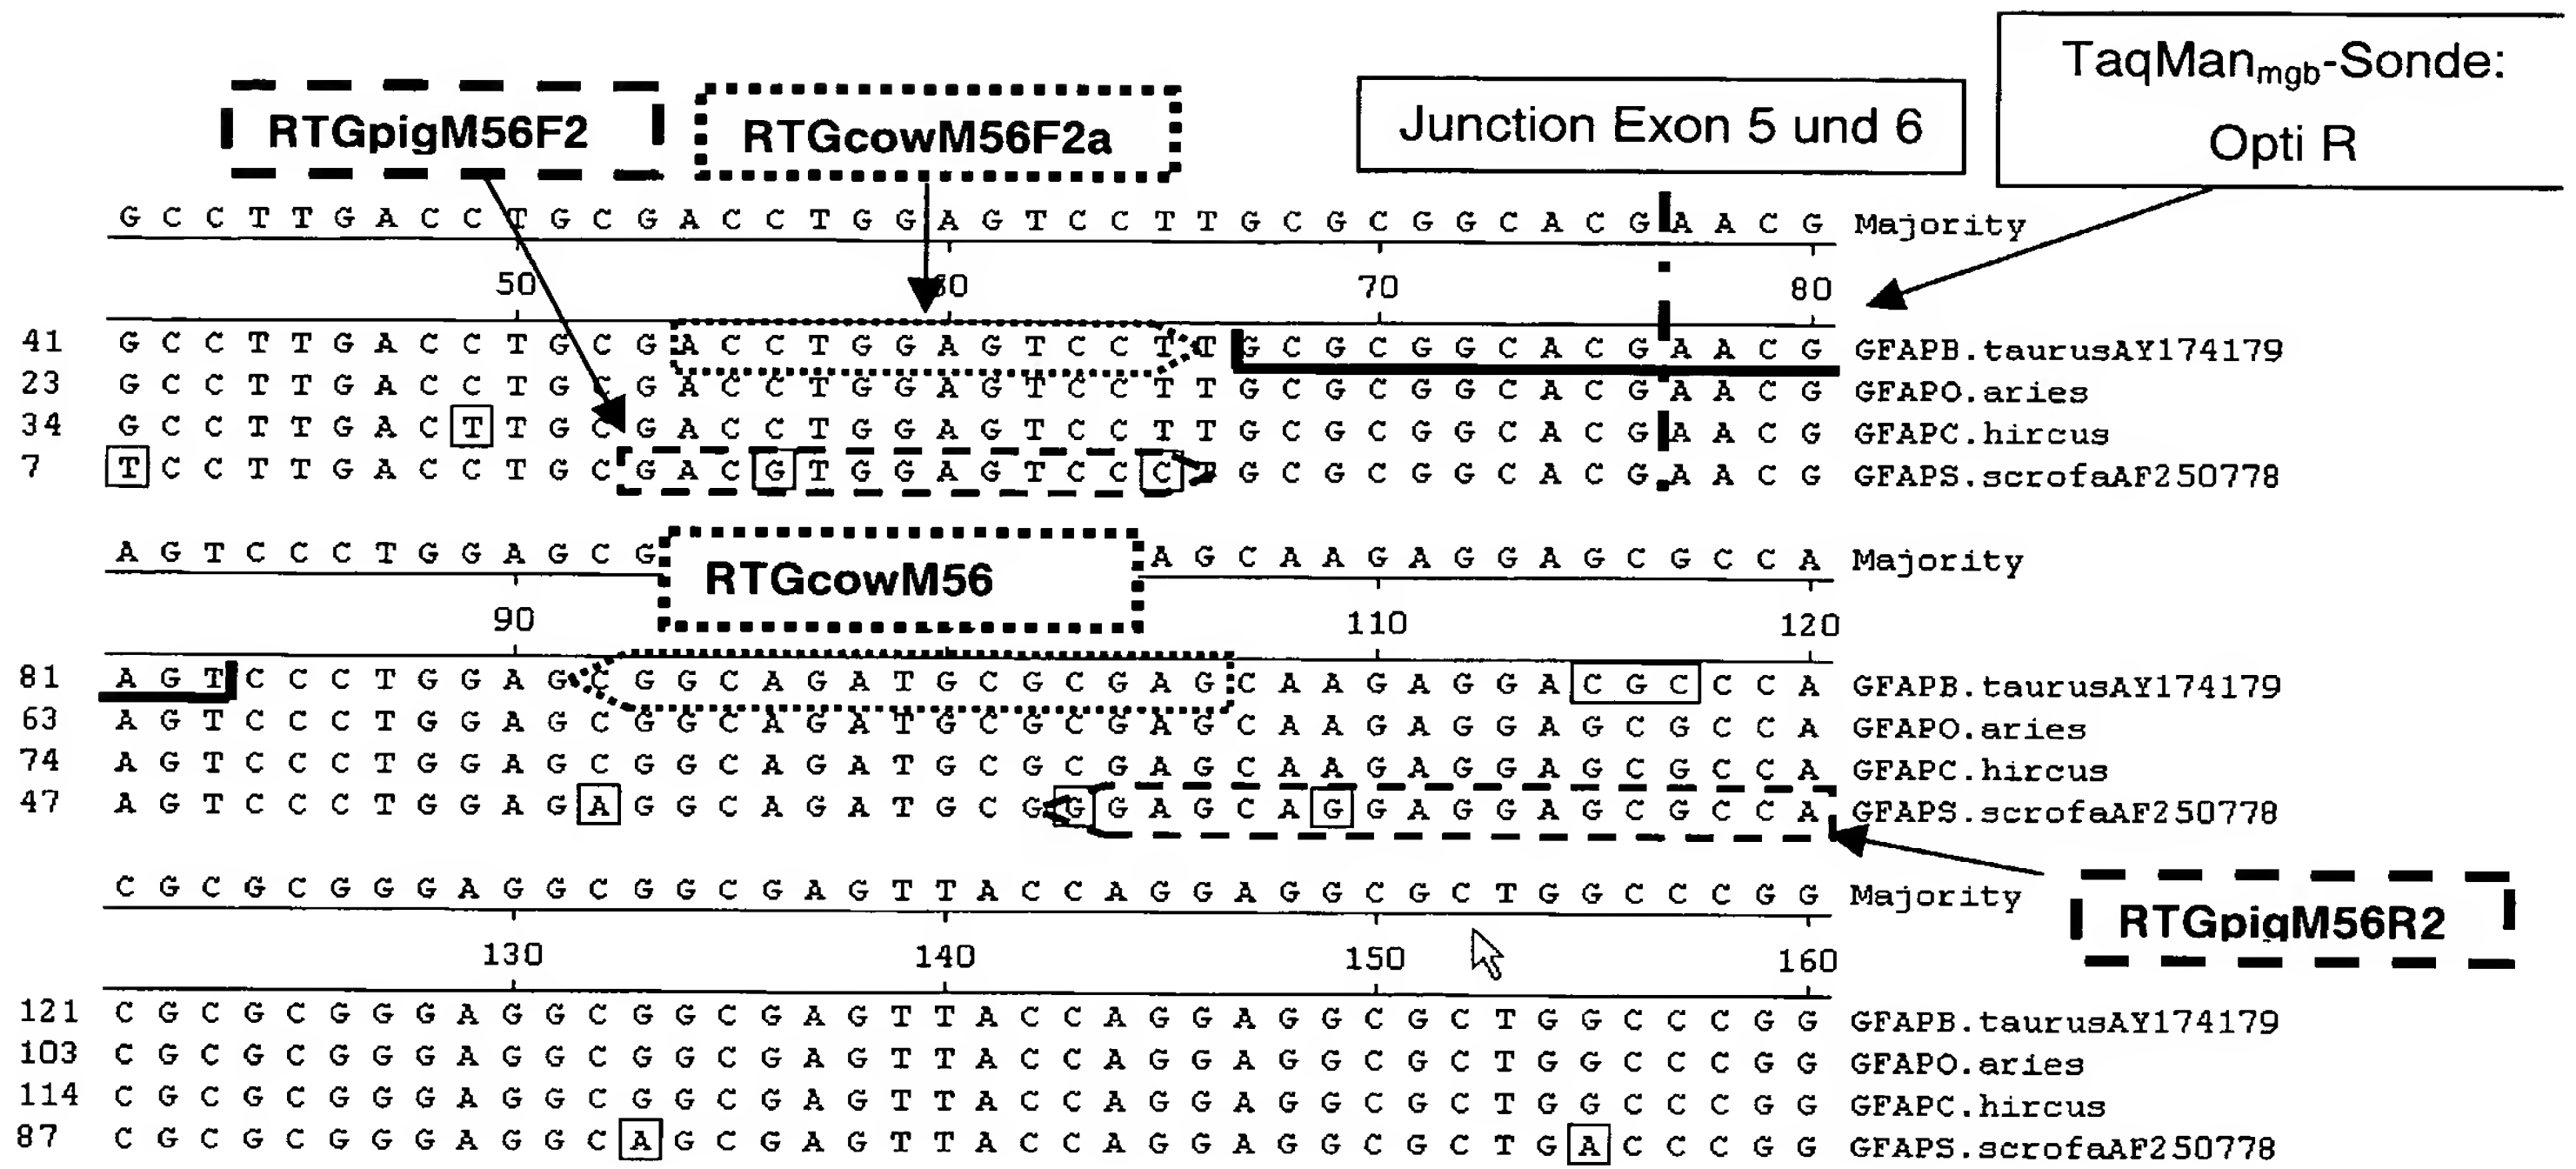 TaqManmgb-Sonde:
Opti R
RTGpigM56F2 RTGcowM56F2a Junction Exon 5 und 6
G C C T T G A C C T G C G A C C T G G A G T C C T T G C G C G G C A C G A A C G Majority
50 60 70 80
41 G C C T T G A C C T G C G A C C T G G A G T C C T T G C G C G G C A C G A A C G GFAPB.taurusAY174179
23 G C C T T G A C C T G C G A C C T G G A G T C C T T G C G C G G C A C G A A C G GFAPO.aries
34 G C C T T G A C T T G C G A C C T G G A G T C C T T G C G C G G C A C G A A C G GFAPC.hircus
7 T C C T T G A C C T G C G A C G T G G A G T C C C T G C G C G G C A C G A A C G GFAPS.scrofaAF250778
A G T C C C T G G A G C G A G C A A G A G G A G C G C C A Majority
RTGcowM56
90 110 120
81 A G T C C C T G G A G C G G C A G A T G C G C G A G C A A G A G G A C G C C C A GFAPB.taurusAY174179
63 A G T C C C T G G A G C G G C A G A T G C G C G A G C A A G A G G A G C G C C A GFAPO.aries
74 A G T C C C T G G A G C G G C A G A T G C G C G A G C A A G A G G A G C G C C A GFAPC.hircus
47 A G T C C C T G G A G A G G C A G A T G C G G G A G C A G G A G G A G C G C C A GFAPS.scrofaAF250778
C G C G C G G G A G G C G G C G A G T T A C C A G G A G G C G C T G G C C C G G Majority
RTGpigM56R2
130 140 150 160
121 C G C G C G G G A G G C G G C G A G T T A C C A G G A G G C G C T G G C C C G G GFAPB.taurusAY174179
103 C G C G C G G G A G G C G G C G A G T T A C C A G G A G G C G C T G G C C C G G GFAPO.aries
114 C G C G C G G G A G G C G G C G A G T T A C C A G G A G G C G C T G G C C C G G GFAPC.hircus
87 C G C G C G G G A G G C A G C G A G T T A C C A G G A G G C G C T G A C C C G G GFAPS.scrofaAF250778